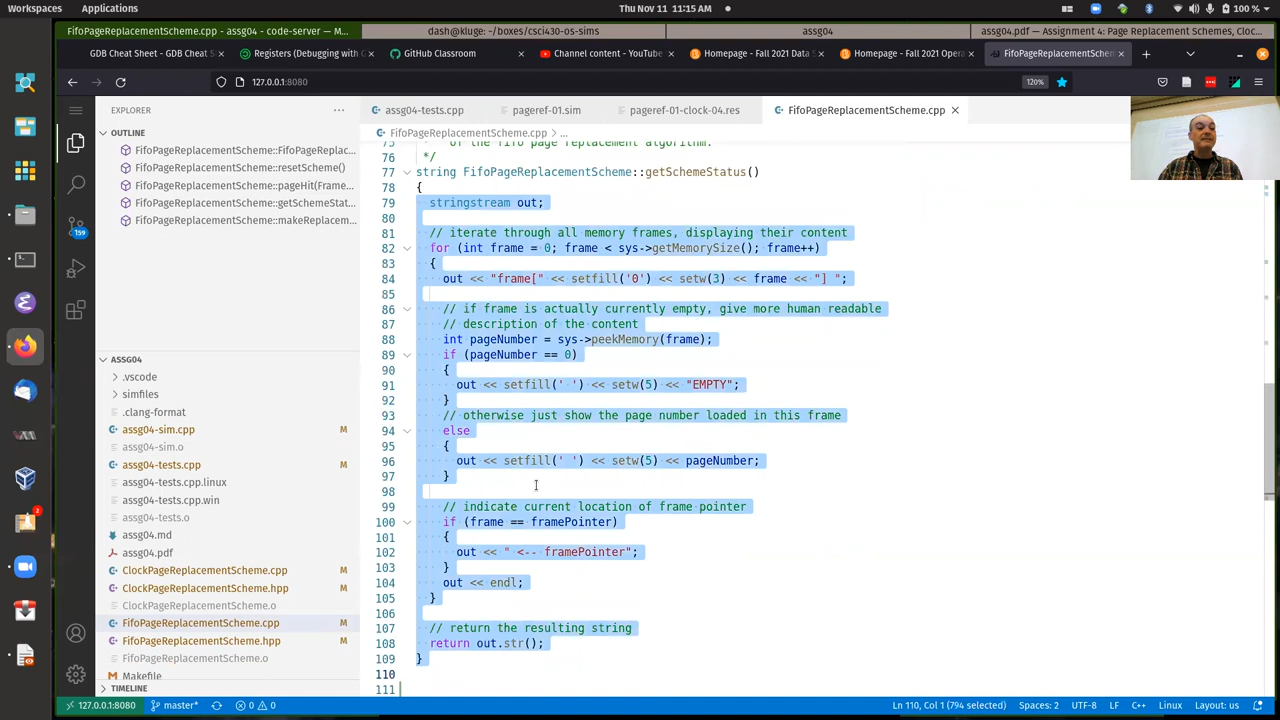 Workspaces
Applications
Thu Nov 11 11:15 AM
100 %
FifoPageReplacementScheme.cpp - assg04 - code-server — M...
dash@kluge: ~/boxes/csci430-os-sims
assg04
assg04.pdf — Assignment 4: Page Replacement Schemes, Cloc...
GDB Cheat Sheet - GDB Cheat S
Registers (Debugging with G
GitHub Classroom
Channel content - YouTube
Homepage - Fall 2021 Data S
Homepage - Fall 2021 Opera
FifoPageReplacementSchem
127.0.0.1:8080
120%
EXPLORER
assg04-tests.cpp
pageref-01.sim
pageref-01-clock-04.res
FifoPageReplacementScheme.cpp
OUTLINE
FifoPageReplacementScheme::FifoPageReplac...
FifoPageReplacementScheme::resetScheme()
FifoPageReplacementScheme::pageHit(Frame...
FifoPageReplacementScheme::getSchemeStat...
FifoPageReplacementScheme::makeReplacem...
159
ASSG04
.vscode
simfiles
.clang-format
assg04-sim.cpp M
assg04-sim.o
assg04-tests.cpp M
assg04-tests.cpp.linux
assg04-tests.cpp.win
assg04-tests.o
assg04.md
assg04.pdf
ClockPageReplacementScheme.cpp M
ClockPageReplacementScheme.hpp M
ClockPageReplacementScheme.o
FifoPageReplacementScheme.cpp M
FifoPageReplacementScheme.hpp M
FifoPageReplacementScheme.o
Makefile M
TIMELINE
2
FifoPageReplacementScheme.cpp > ...
75 * of the fifo page replacement algorithm.
76 */
77 string FifoPageReplacementScheme::getSchemeStatus()
78 {
79 stringstream out;
80
81 // iterate through all memory frames, displaying their content
82 for (int frame = 0; frame < sys->getMemorySize(); frame++)
83 {
84 out << "frame[" << setfill('0') << setw(3) << frame << "] ";
85
86 // if frame is actually currently empty, give more human readable
87 // description of the content
88 int pageNumber = sys->peekMemory(frame);
89 if (pageNumber == 0)
90 {
91 out << setfill(' ') << setw(5) << "EMPTY";
92 }
93 // otherwise just show the page number loaded in this frame
94 else
95 {
96 out << setfill(' ') << setw(5) << pageNumber;
97 }
98
99 // indicate current location of frame pointer
100 if (frame == framePointer)
101 {
102 out << " <-- framePointer";
103 }
104 out << endl;
105 }
106
107 // return the resulting string
108 return out.str();
109 }
110
111
127.0.0.1:8080
master*
0
0
Ln 110, Col 1 (794 selected)
Spaces: 2
UTF-8
LF
C++
Linux
Layout: us